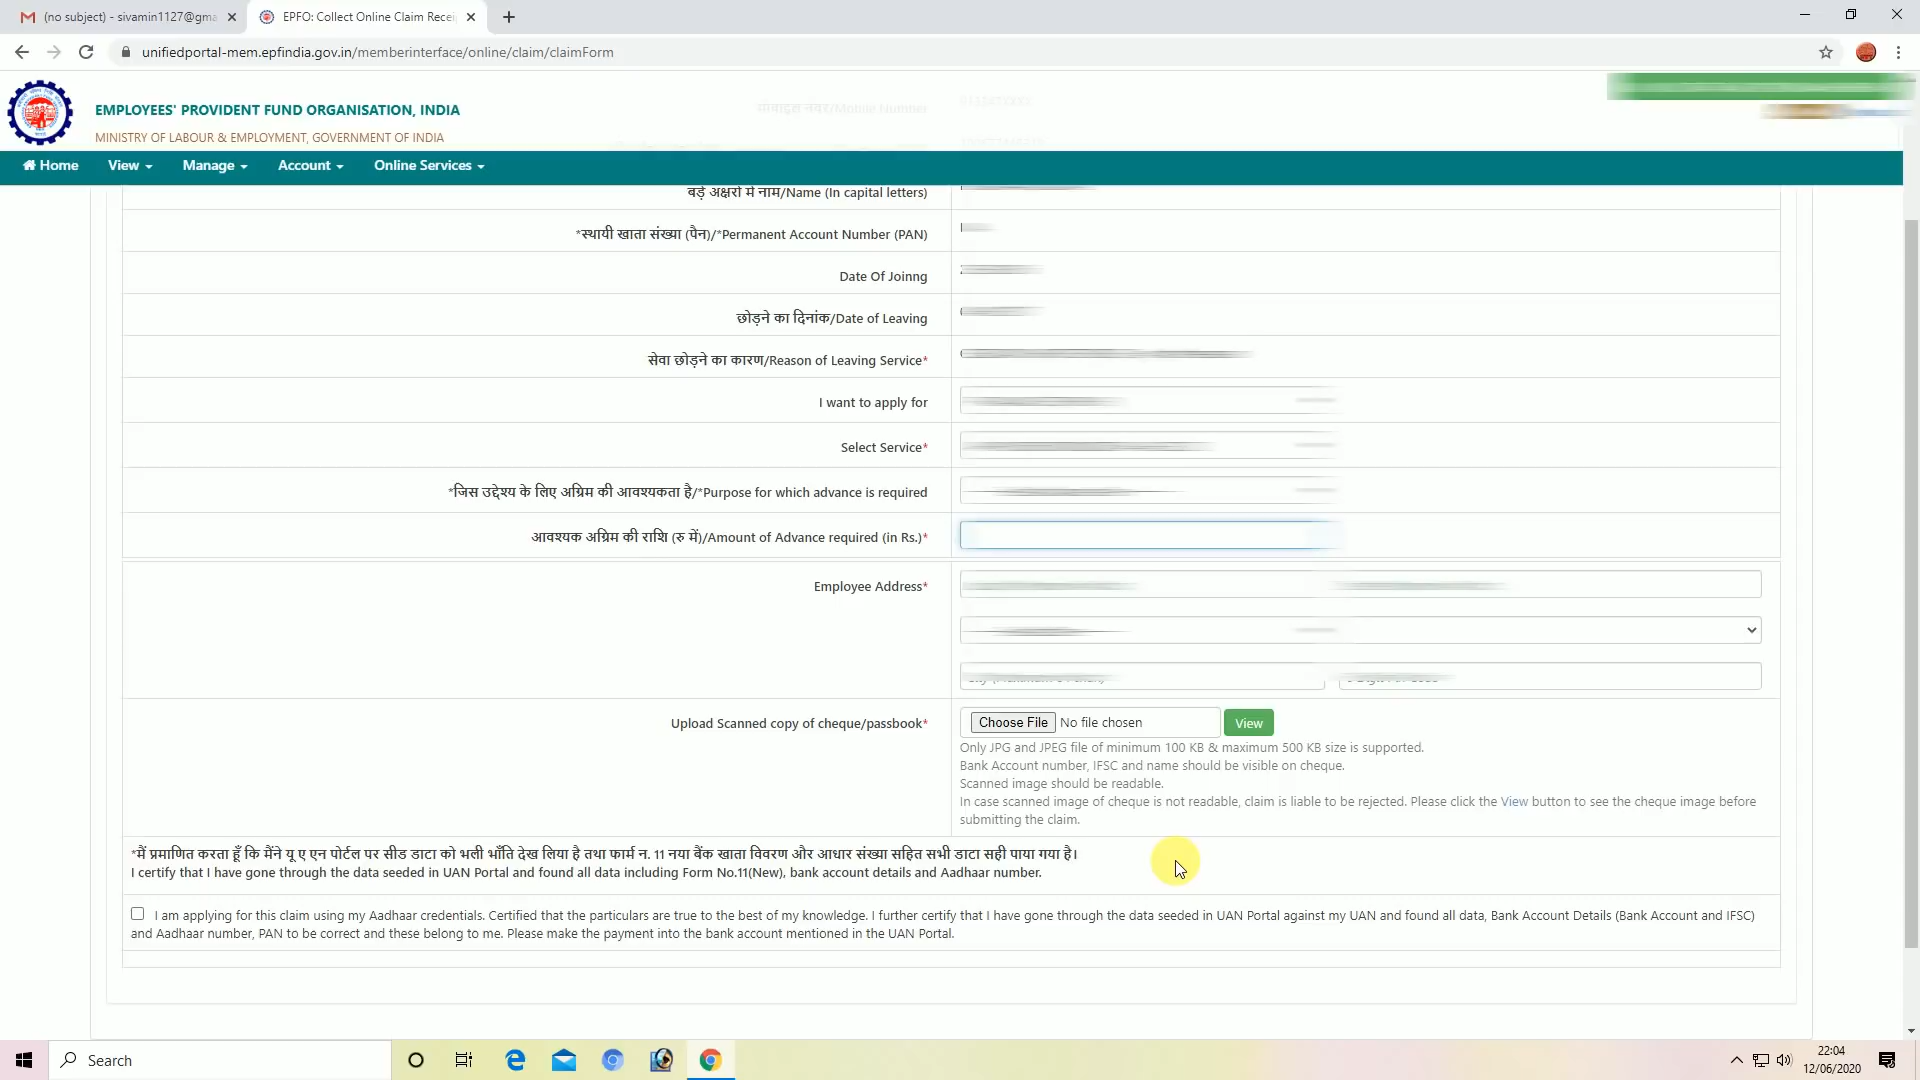 (no subject) - sivamin1127@gma
EPFO: Collect Online Claim Recei
unifiedportal-mem.epfindia.gov.in/memberinterface/online/claim/claimForm
EMPLOYEES' PROVIDENT FUND ORGANISATION, INDIA
MINISTRY OF LABOUR & EMPLOYMENT, GOVERNMENT OF INDIA
मोबाइल नंबर/Mobile Number
Home View Manage Account Online Services
बड़े अक्षरों में नाम/Name (In capital letters)
*स्थायी खाता संख्या (पैन)/*Permanent Account Number (PAN)
Date Of Joinng
छोड़ने का दिनांक/Date of Leaving
सेवा छोड़ने का कारण/Reason of Leaving Service*
I want to apply for
Select Service*
*जिस उद्देश्य के लिए अग्रिम की आवश्यकता है/*Purpose for which advance is required
आवश्यक अग्रिम की राशि (रु में)/Amount of Advance required (in Rs.)*
Employee Address*
Upload Scanned copy of cheque/passbook*
Choose File No file chosen View
Only JPG and JPEG file of minimum 100 KB & maximum 500 KB size is supported.
Bank Account number, IFSC and name should be visible on cheque.
Scanned image should be readable.
In case scanned image of cheque is not readable, claim is liable to be rejected. Please click the View button to see the cheque image before
submitting the claim.
*मैं प्रमाणित करता हूँ कि मैंने यू ए एन पोर्टल पर सीड डाटा को भली भाँति देख लिया है तथा फार्म न. 11 नया बैंक खाता विवरण और आधार संख्या सहित सभी डाटा सही पाया गया है।
I certify that I have gone through the data seeded in UAN Portal and found all data including Form No.11(New), bank account details and Aadhaar number.
I am applying for this claim using my Aadhaar credentials. Certified that the particulars are true to the best of my knowledge. I further certify that I have gone through the data seeded in UAN Portal against my UAN and found all data, Bank Account Details (Bank Account and IFSC)
and Aadhaar number, PAN to be correct and these belong to me. Please make the payment into the bank account mentioned in the UAN Portal.
Search
22:04
12/06/2020